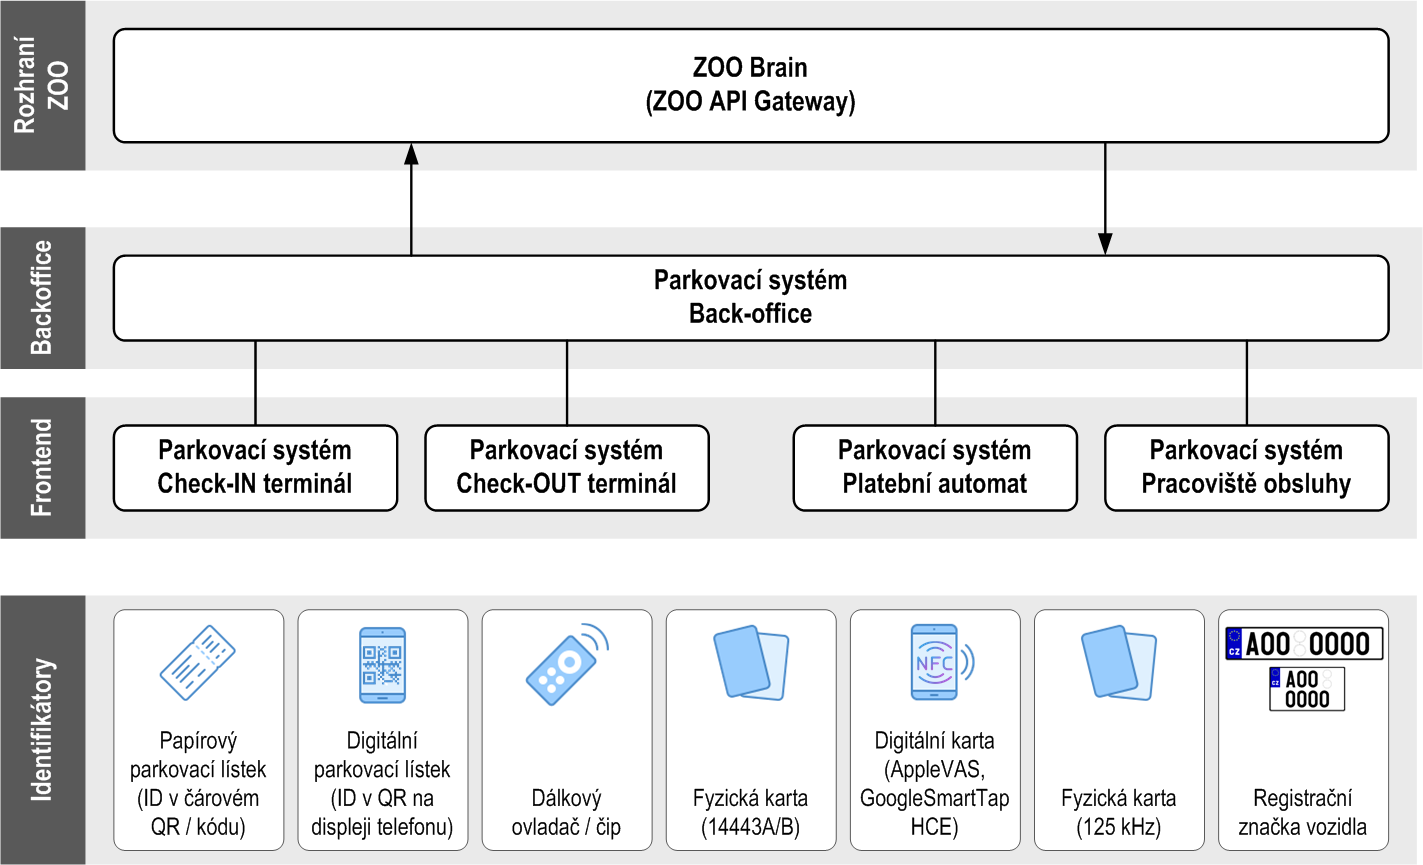 Rozhraní
ZOO
ZOO Brain
(ZOO API Gateway)
Backoffice
Parkovací systém
Back-office
Frontend
Parkovací systém
Check-IN terminál
Parkovací systém
Check-OUT terminál
Parkovací systém
Platební automat
Parkovací systém
Pracoviště obsluhy
Identifikátory
Papírový
parkovací lístek
(ID v čárovém
QR / kódu)
Digitální
parkovací lístek
(ID v QR na
displeji telefonu)
Dálkový
ovladač / čip
Fyzická karta
(14443A/B)
NFC
Digitální karta
(AppleVAS,
GoogleSmartTap
HCE)
Fyzická karta
(125 kHz)
CZ A00 0000
CZ A00
0000
Registrační
značka vozidla